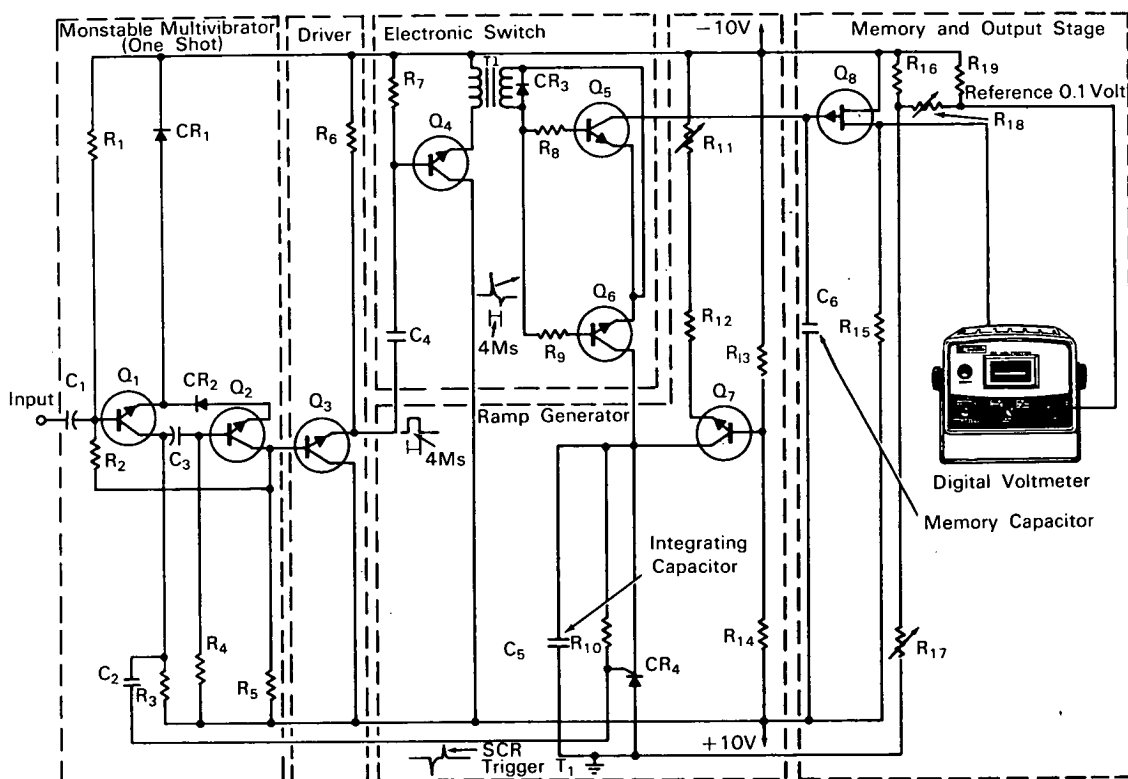 Monstable Multivibrator
(One Shot)
Driver
Electronic Switch
−10V
Memory and Output Stage
R1
CR1
R6
R7
Q4
T1
CR3
Q5
R8
R11
Q8
R16
R19
Reference 0.1 Volt
R18
Q6
R9
4Ms
C4
R12
R13
C6
R15
Input
C1
Q1
CR2
Q2
Q3
R2
C3
4Ms
Ramp Generator
Q7
Digital Voltmeter
Memory Capacitor
Integrating
Capacitor
C2
R3
R4
R5
C5
R10
CR4
R14
R17
+10V
SCR
Trigger T1